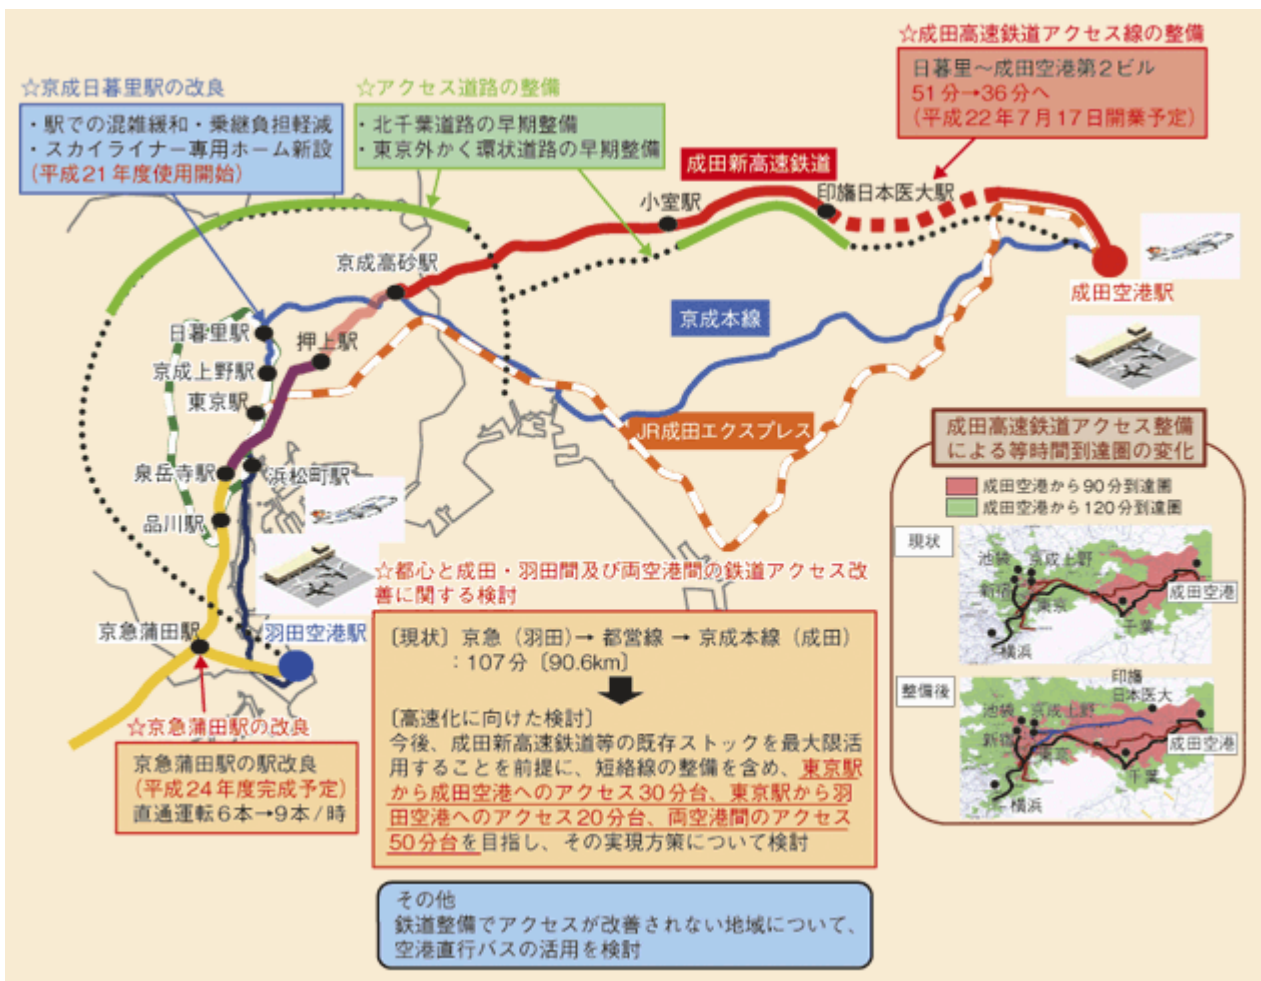 ☆成田高速鉄道アクセス線の整備
日暮里～成田空港第２ビル
51分→36分へ
(平成22年7月17日開業予定)
☆京成日暮里駅の改良
・駅での混雑緩和・乗継負担軽減
・スカイライナー専用ホーム新設
(平成21年度使用開始)
☆アクセス道路の整備
・北千葉道路の早期整備
・東京外かく環状道路の早期整備
成田新高速鉄道
小室駅
印旛日本医大駅
京成高砂駅
成田空港駅
日暮里駅
押上駅
京成本線
京成上野駅
東京駅
JR成田エクスプレス
泉岳寺駅
浜松町駅
品川駅
京急蒲田駅
羽田空港駅
☆京急蒲田駅の改良
京急蒲田駅の駅改良
(平成24年度完成予定)
直通運転6本→9本/時
☆都心と成田・羽田間及び両空港間の鉄道アクセス改
善に関する検討
〔現状〕京急（羽田）→ 都営線 → 京成本線（成田）
：107分〔90.6km〕
〔高速化に向けた検討〕
今後、成田新高速鉄道等の既存ストックを最大限活
用することを前提に、短絡線の整備を含め、東京駅
から成田空港へのアクセス30分台、東京駅から羽
田空港へのアクセス20分台、両空港間のアクセス
50分台を目指し、その実現方策について検討
その他
鉄道整備でアクセスが改善されない地域について、
空港直行バスの活用を検討
成田高速鉄道アクセス整備
による等時間到達圏の変化
成田空港から90分到達圏
成田空港から120分到達圏
現状
池袋
京成上野
新宿
東京
成田空港
千葉
横浜
整備後
印旛
日本医大
池袋
京成上野
新宿
東京
成田空港
千葉
横浜